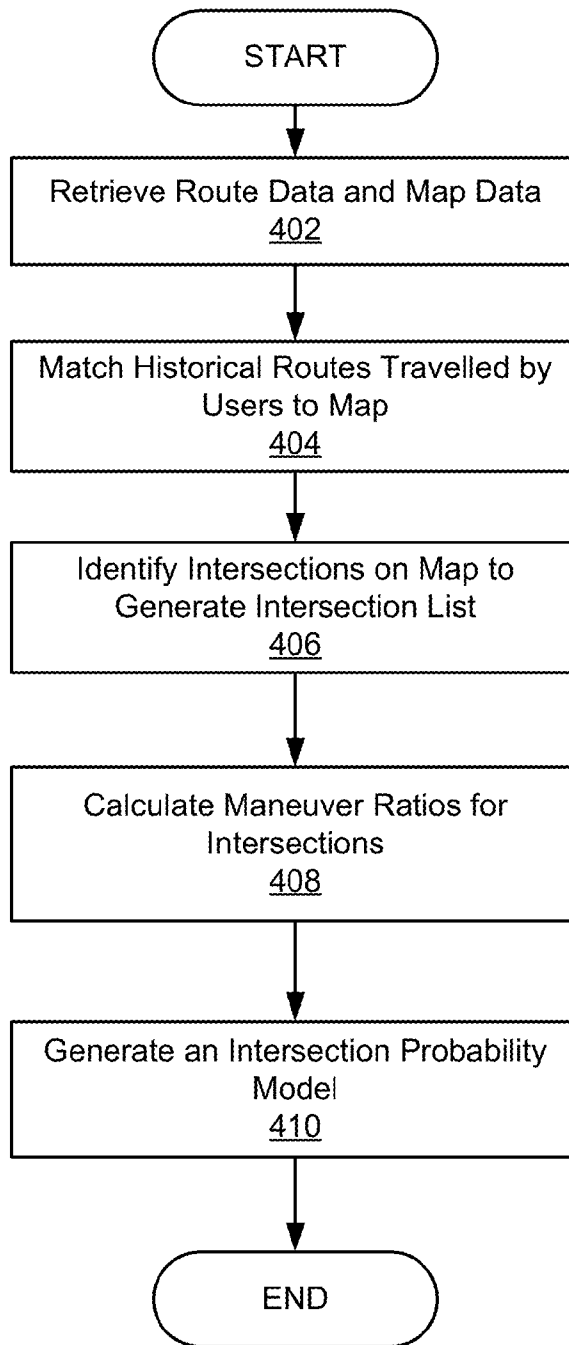 START
Retrieve Route Data and Map Data
402
Match Historical Routes Travelled by
Users to Map
404
Identify Intersections on Map to
Generate Intersection List
406
Calculate Maneuver Ratios for
Intersections
408
Generate an Intersection Probability
Model
410
END